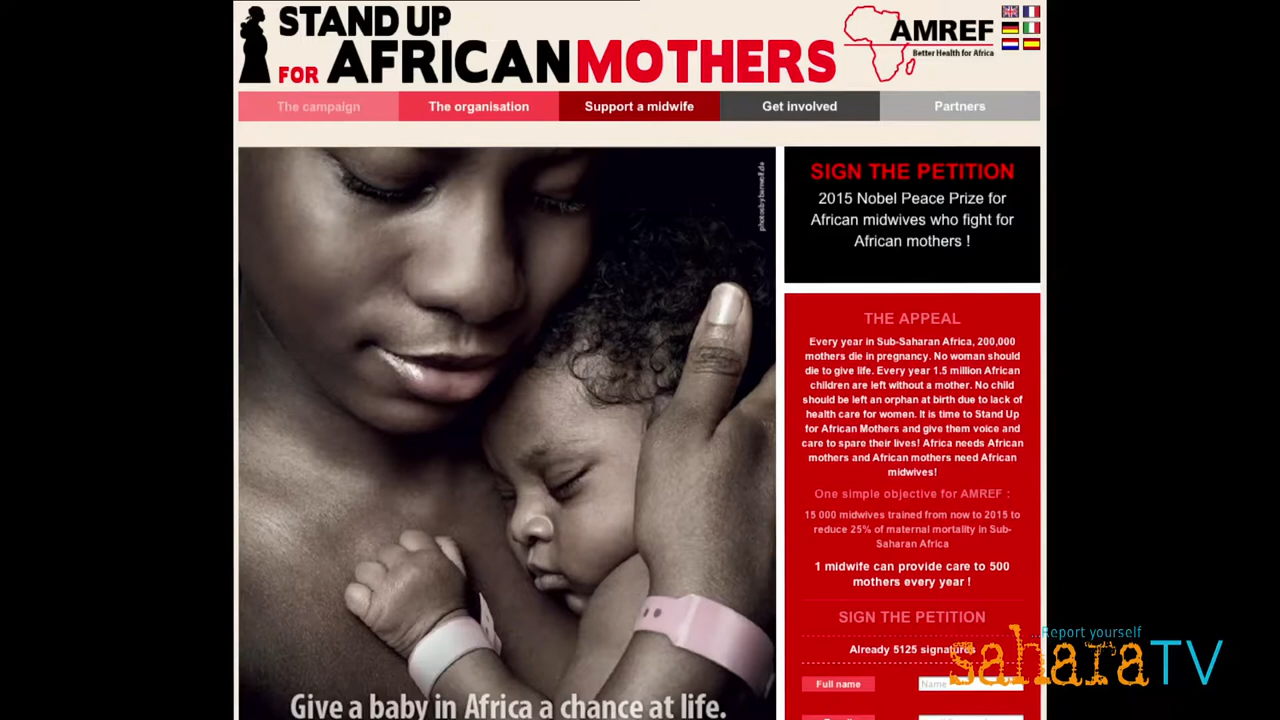 STAND UP
FOR AFRICANMOTHERS
AMREF
Better Health for Africa
The campaign
The organisation
Support a midwife
Get involved
Partners
photosbybenwolf.de
SIGN THE PETITION
2015 Nobel Peace Prize for
African midwives who fight for
African mothers !
THE APPEAL
Every year in Sub-Saharan Africa, 200,000
mothers die in pregnancy. No woman should
die to give life. Every year 1.5 million African
children are left without a mother. No child
should be left an orphan at birth due to lack of
health care for women. It is time to Stand Up
for African Mothers and give them voice and
care to spare their lives! Africa needs African
mothers and African mothers need African
midwives!
One simple objective for AMREF :
15 000 midwives trained from now to 2015 to
reduce 25% of maternal mortality in Sub-
Saharan Africa
1 midwife can provide care to 500
mothers every year !
SIGN THE PETITION
Already 5125 signatures
Full name
Name
Give a baby in Africa a chance at life.
...Report yourself
saharaTV